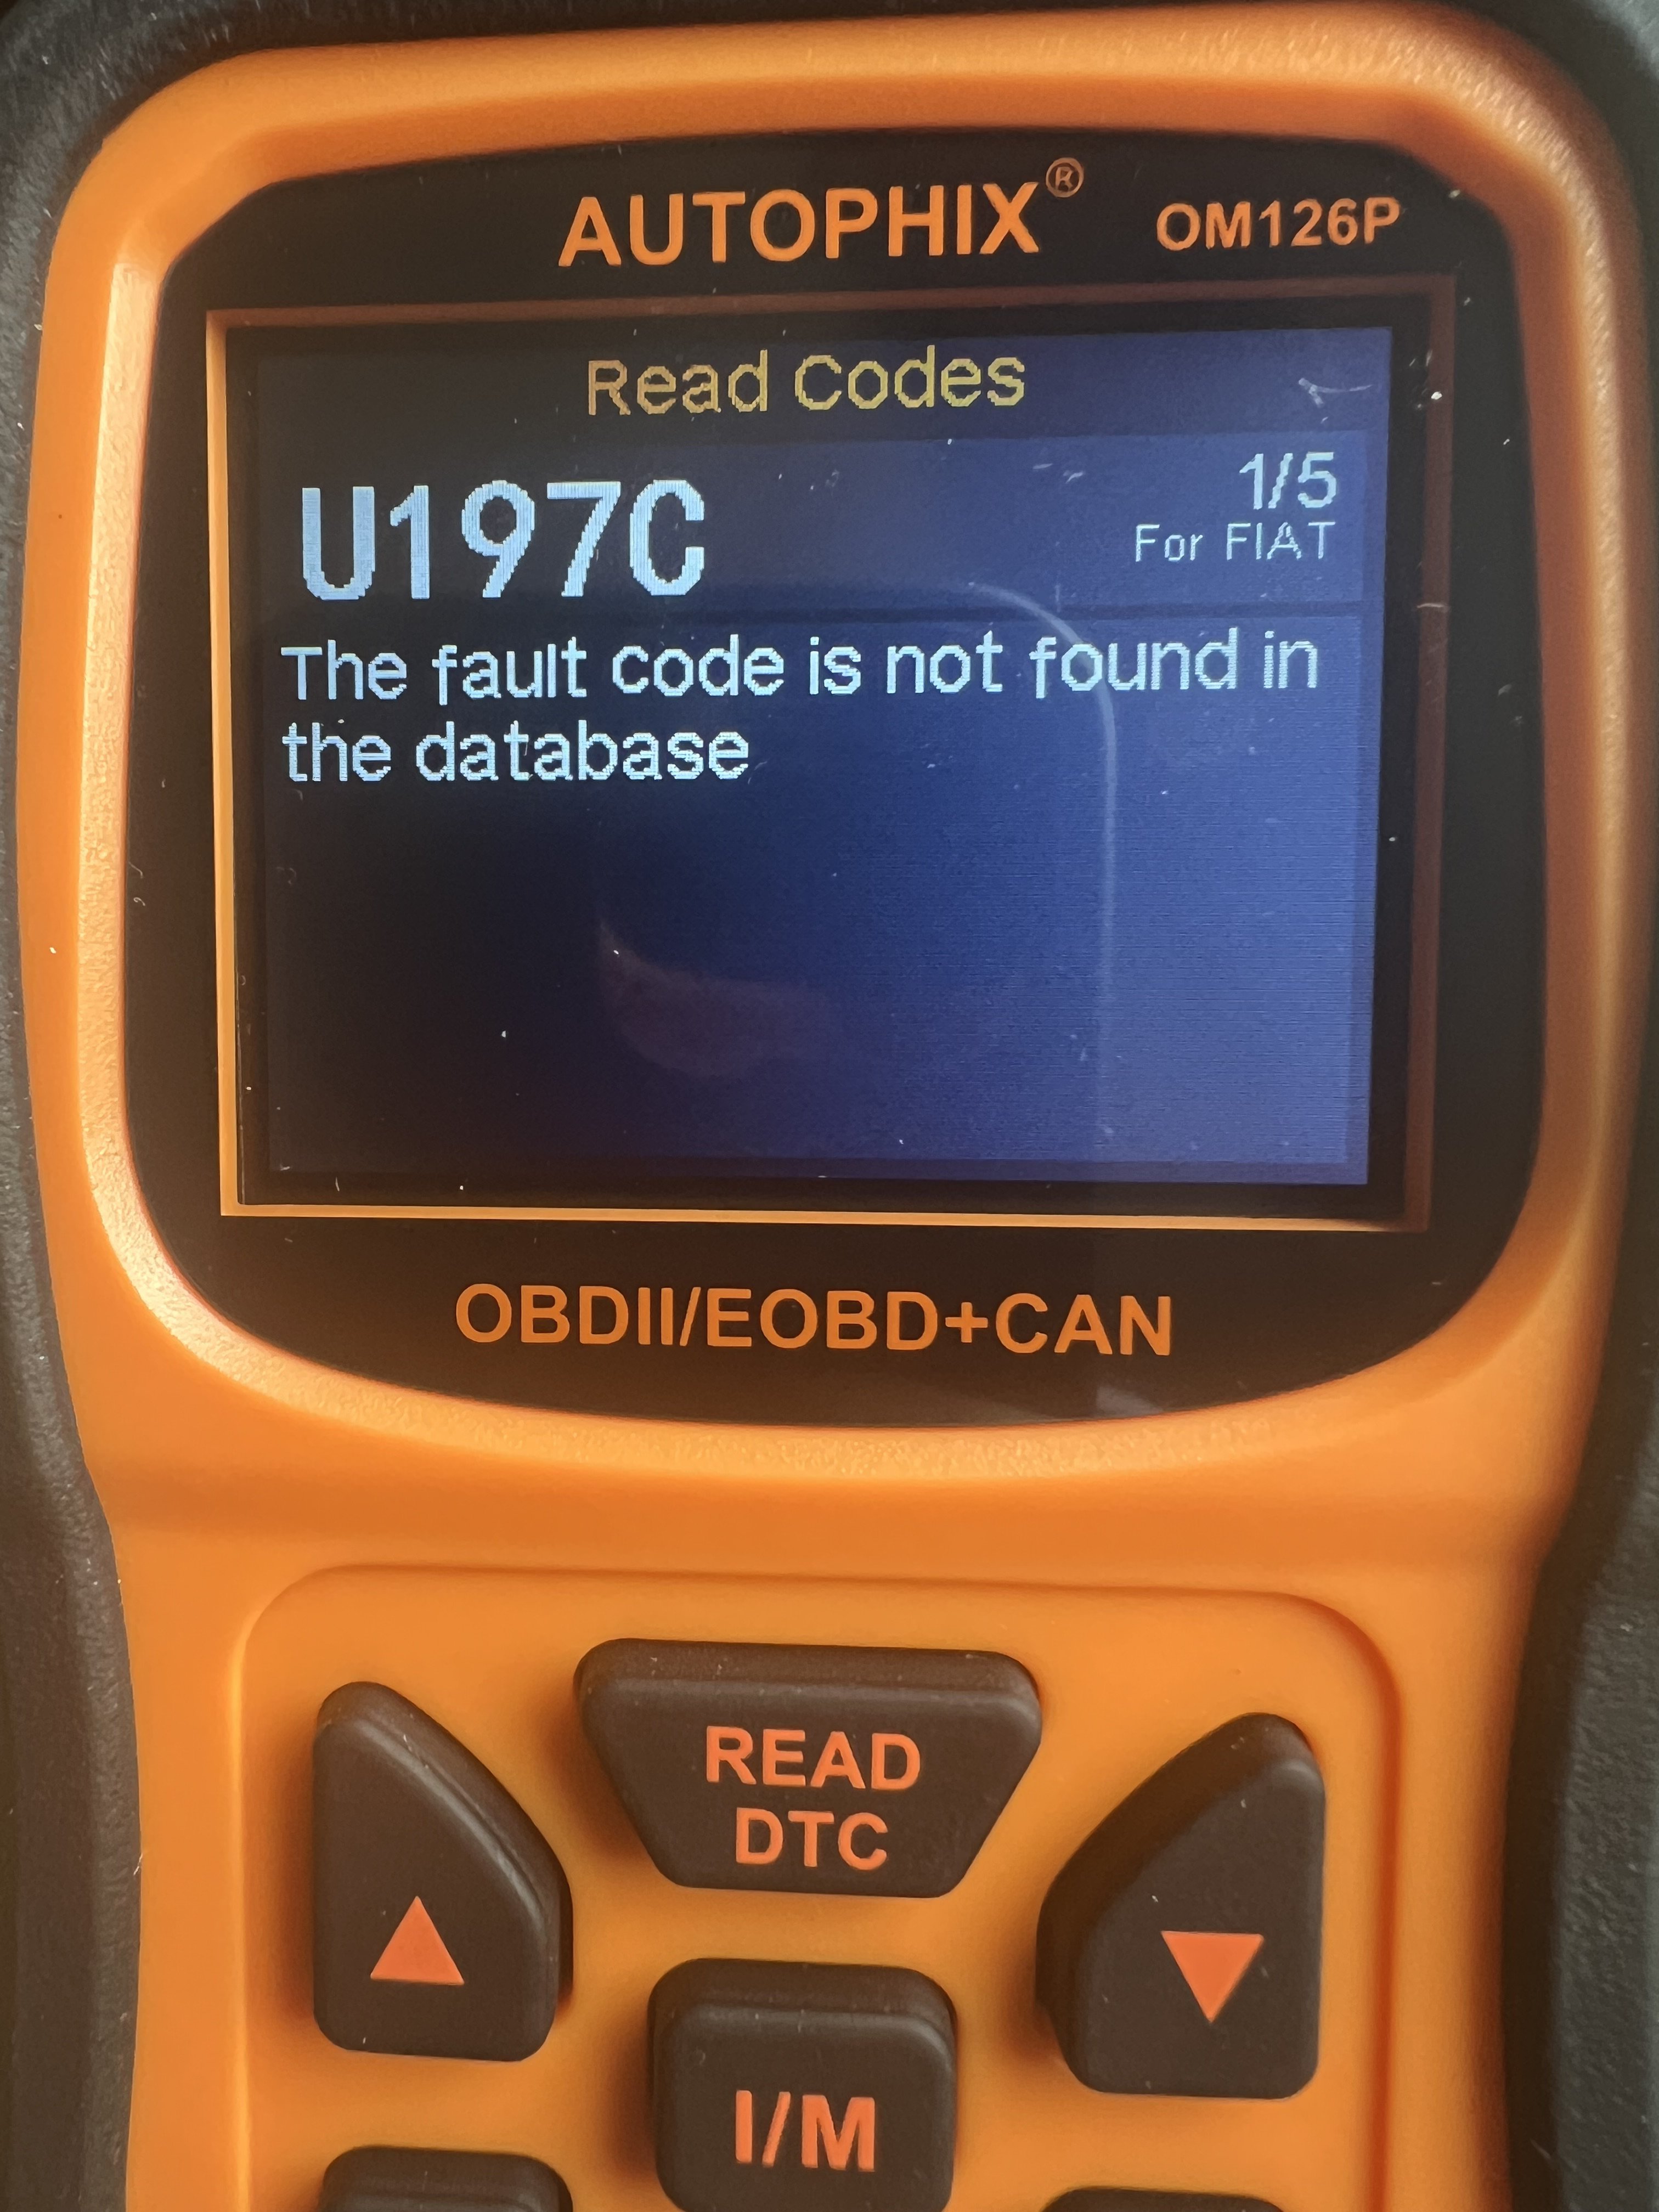 AUTOPHIX® OM126P
Read Codes
U197C 1/5
For FIAT
The fault code is not found in
the database
OBDII/EOBD+CAN
READ
DTC
I/M